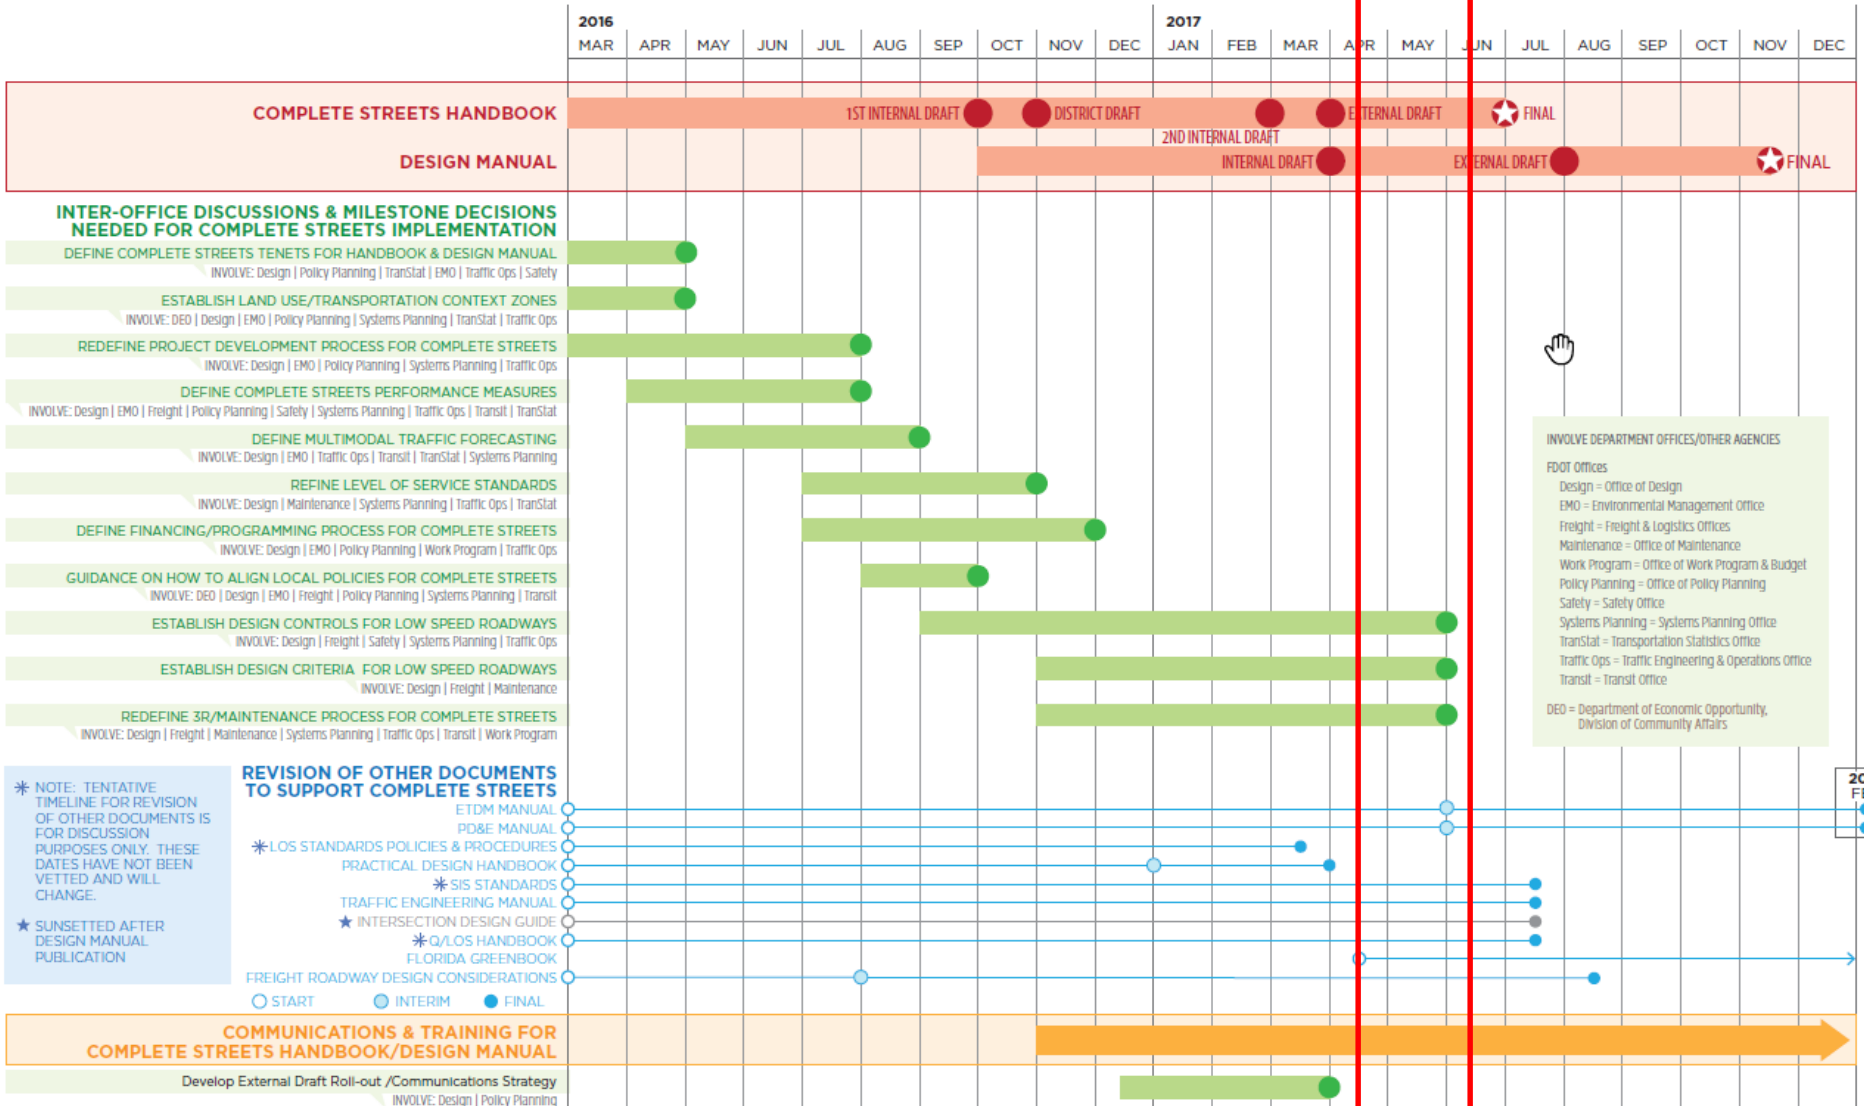 2016 2017
MAR APR MAY JUN JUL AUG SEP OCT NOV DEC JAN FEB MAR APR MAY JUN JUL AUG SEP OCT NOV DEC
COMPLETE STREETS HANDBOOK 1ST INTERNAL DRAFT DISTRICT DRAFT EXTERNAL DRAFT FINAL
2ND INTERNAL DRAFT
DESIGN MANUAL INTERNAL DRAFT EXTERNAL DRAFT FINAL
INTER-OFFICE DISCUSSIONS & MILESTONE DECISIONS
NEEDED FOR COMPLETE STREETS IMPLEMENTATION
DEFINE COMPLETE STREETS TENETS FOR HANDBOOK & DESIGN MANUAL
INVOLVE: Design | Policy Planning | TranStat | EMO | Traffic Ops | Safety
ESTABLISH LAND USE/TRANSPORTATION CONTEXT ZONES
INVOLVE: DEO | Design | EMO | Policy Planning | Systems Planning | TranStat | Traffic Ops
REDEFINE PROJECT DEVELOPMENT PROCESS FOR COMPLETE STREETS
INVOLVE: Design | EMO | Policy Planning | Systems Planning | Traffic Ops
DEFINE COMPLETE STREETS PERFORMANCE MEASURES
INVOLVE: Design | EMO | Freight | Policy Planning | Safety | Systems Planning | Traffic Ops | Transit | TranStat
DEFINE MULTIMODAL TRAFFIC FORECASTING
INVOLVE: Design | EMO | Traffic Ops | Transit | TranStat | Systems Planning
REFINE LEVEL OF SERVICE STANDARDS
INVOLVE: Design | Maintenance | Systems Planning | Traffic Ops | TranStat
DEFINE FINANCING/PROGRAMMING PROCESS FOR COMPLETE STREETS
INVOLVE: Design | EMO | Policy Planning | Work Program | Traffic Ops
GUIDANCE ON HOW TO ALIGN LOCAL POLICIES FOR COMPLETE STREETS
INVOLVE: DEO | Design | EMO | Freight | Policy Planning | Systems Planning | Transit
ESTABLISH DESIGN CONTROLS FOR LOW SPEED ROADWAYS
INVOLVE: Design | Freight | Safety | Systems Planning | Traffic Ops
ESTABLISH DESIGN CRITERIA FOR LOW SPEED ROADWAYS
INVOLVE: Design | Freight | Maintenance
REDEFINE 3R/MAINTENANCE PROCESS FOR COMPLETE STREETS
INVOLVE: Design | Freight | Maintenance | Systems Planning | Traffic Ops | Transit | Work Program
INVOLVE DEPARTMENT OFFICES/OTHER AGENCIES
FDOT Offices
Design = Office of Design
EMO = Environmental Management Office
Freight = Freight & Logistics Offices
Maintenance = Office of Maintenance
Work Program = Office of Work Program & Budget
Policy Planning = Office of Policy Planning
Safety = Safety Office
Systems Planning = Systems Planning Office
TranStat = Transportation Statistics Office
Traffic Ops = Traffic Engineering & Operations Office
Transit = Transit Office
DEO = Department of Economic Opportunity,
Division of Community Affairs
✳ NOTE: TENTATIVE
TIMELINE FOR REVISION
OF OTHER DOCUMENTS IS
FOR DISCUSSION
PURPOSES ONLY. THESE
DATES HAVE NOT BEEN
VETTED AND WILL
CHANGE.
★ SUNSETTED AFTER
DESIGN MANUAL
PUBLICATION
REVISION OF OTHER DOCUMENTS
TO SUPPORT COMPLETE STREETS
ETDM MANUAL
PD&E MANUAL
✳ LOS STANDARDS POLICIES & PROCEDURES
PRACTICAL DESIGN HANDBOOK
✳ SIS STANDARDS
TRAFFIC ENGINEERING MANUAL
★ INTERSECTION DESIGN GUIDE
✳ Q/LOS HANDBOOK
FLORIDA GREENBOOK
FREIGHT ROADWAY DESIGN CONSIDERATIONS
START INTERIM FINAL
COMMUNICATIONS & TRAINING FOR
COMPLETE STREETS HANDBOOK/DESIGN MANUAL
Develop External Draft Roll-out /Communications Strategy
INVOLVE: Design | Policy Planning